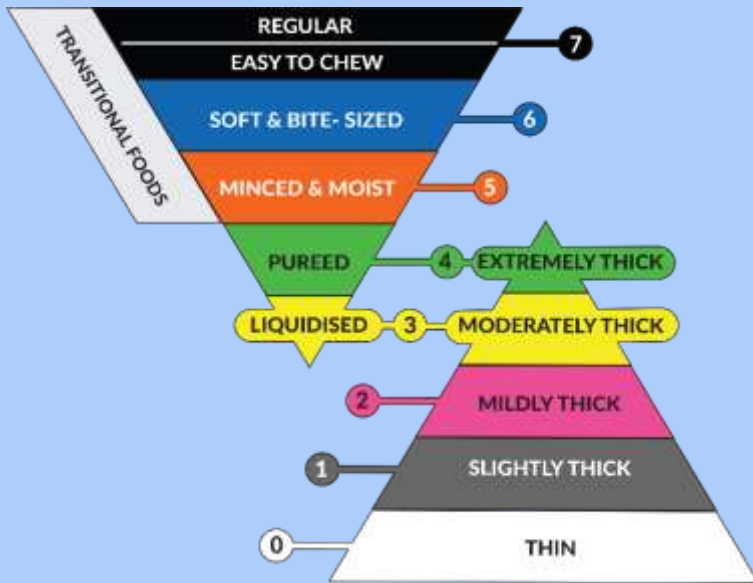 TRANSITIONAL FOODS
REGULAR
7
EASY TO CHEW
SOFT & BITE- SIZED
6
MINCED & MOIST
5
PUREED
4
EXTREMELY THICK
LIQUIDISED
3
MODERATELY THICK
2
MILDLY THICK
1
SLIGHTLY THICK
0
THIN